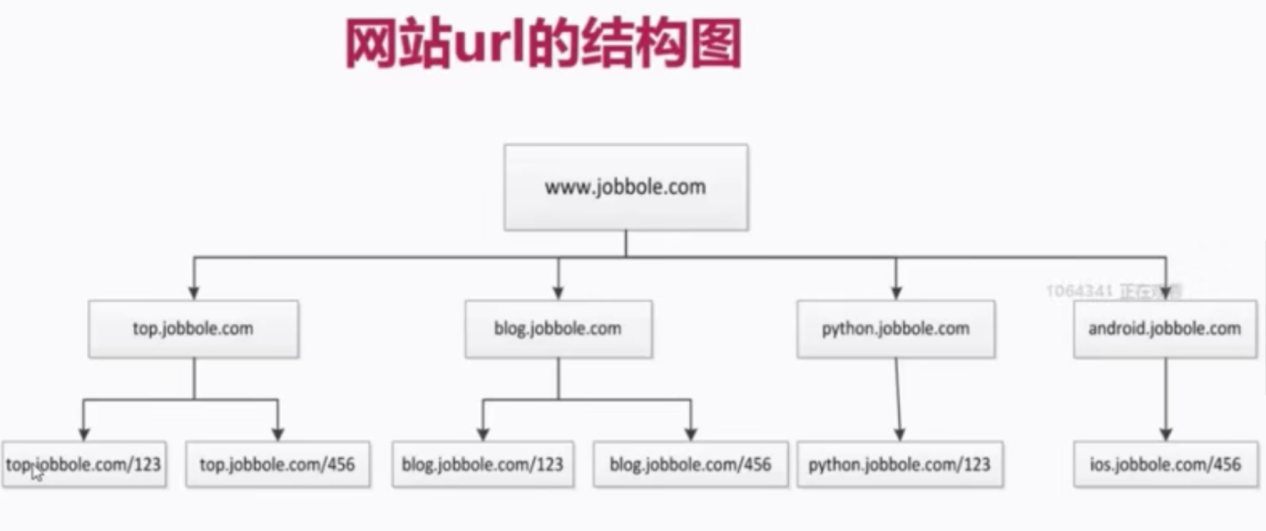 网站url的结构图
www.jobbole.com
1064341 正在观看
top.jobbole.com
blog.jobbole.com
python.jobbole.com
android.jobbole.com
top.jobbole.com/123
top.jobbole.com/456
blog.jobbole.com/123
blog.jobbole.com/456
python.jobbole.com/123
ios.jobbole.com/456